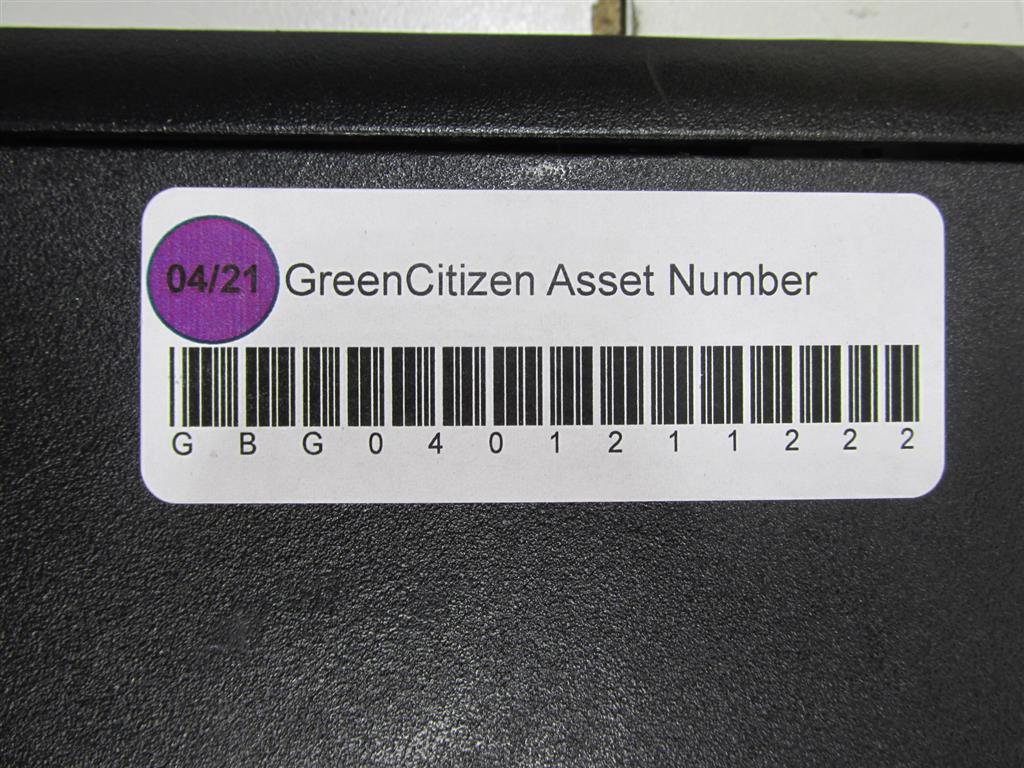 04/21 GreenCitizen Asset Number
G B G 0 4 0 1 2 1 1 2 2 2